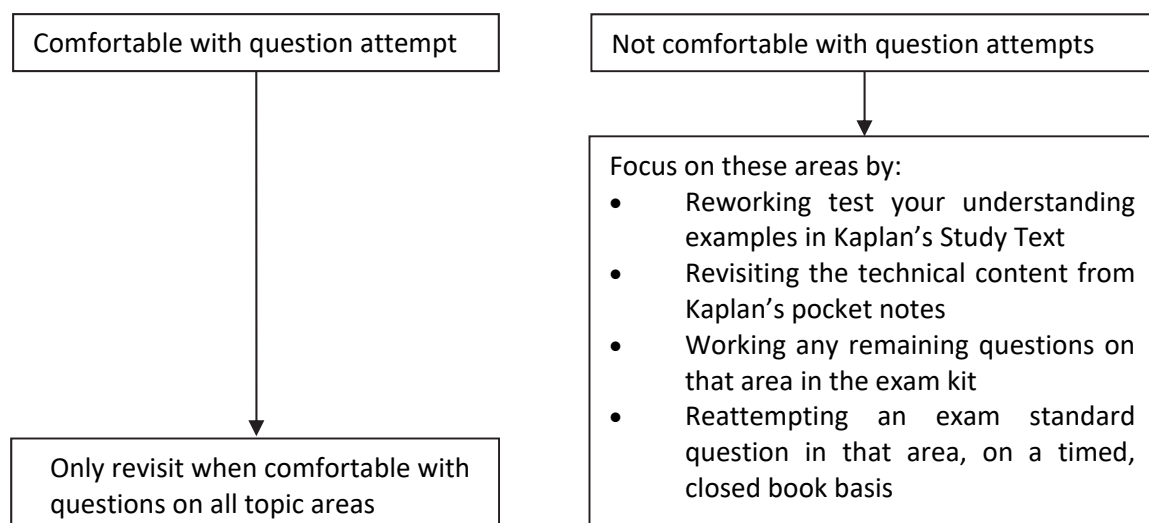 Comfortable with question attempt
Not comfortable with question attempts
Focus on these areas by:
• Reworking test your understanding
examples in Kaplan’s Study Text
• Revisiting the technical content from
Kaplan’s pocket notes
• Working any remaining questions on
that area in the exam kit
• Reattempting an exam standard
question in that area, on a timed,
closed book basis
Only revisit when comfortable with
questions on all topic areas